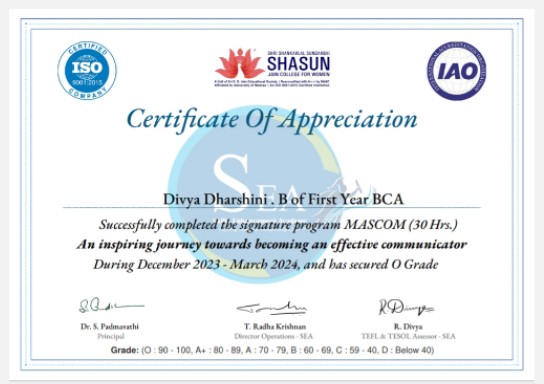 CERTIFIED
ISO
9001:2015
COMPANY
SHRI SHANKARLAL SUNDARBAI
SHASUN
JAIN COLLEGE FOR WOMEN
IAO
Certificate Of Appreciation
SEA
Divya Dharshini . B of First Year BCA
Successfully completed the signature program MASCOM (30 Hrs.)
An inspiring journey towards becoming an effective communicator
During December 2023 - March 2024, and has secured O Grade
Dr. S. Padmavathi
Principal
T. Radha Krishnan
Director Operations - SEA
R. Divya
TEFL & TESOL Assessor - SEA
Grade: (O : 90 - 100, A+ : 80 - 89, A : 70 - 79, B : 60 - 69, C : 59 - 40, D : Below 40)